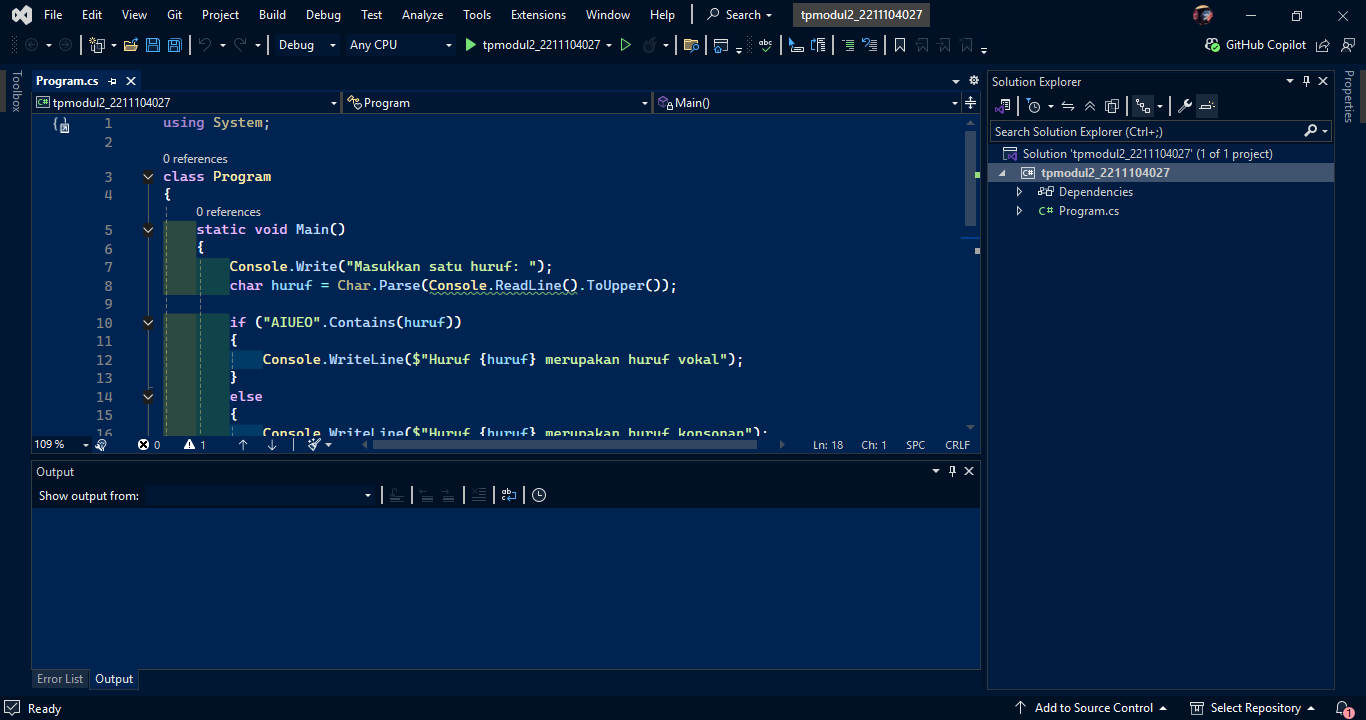 File Edit View Git Project Build Debug Test Analyze Tools Extensions Window Help Search tpmodul2_2211104027
Debug Any CPU tpmodul2_2211104027 GitHub Copilot
Toolbox
Program.cs
tpmodul2_2211104027 Program Main()
1 using System;
2
0 references
3 class Program
4 {
0 references
5 static void Main()
6 {
7 Console.Write("Masukkan satu huruf: ");
8 char huruf = Char.Parse(Console.ReadLine().ToUpper());
9
10 if ("AIUEO".Contains(huruf))
11 {
12 Console.WriteLine($"Huruf {huruf} merupakan huruf vokal");
13 }
14 else
15 {
16 Console.WriteLine($"Huruf {huruf} merupakan huruf konsonan");
109 % 0 1 Ln: 18 Ch: 1 SPC CRLF
Output
Show output from:
Error List Output
Solution Explorer
Search Solution Explorer (Ctrl+;)
Solution 'tpmodul2_2211104027' (1 of 1 project)
C# tpmodul2_2211104027
Dependencies
C# Program.cs
Properties
Ready Add to Source Control Select Repository 1